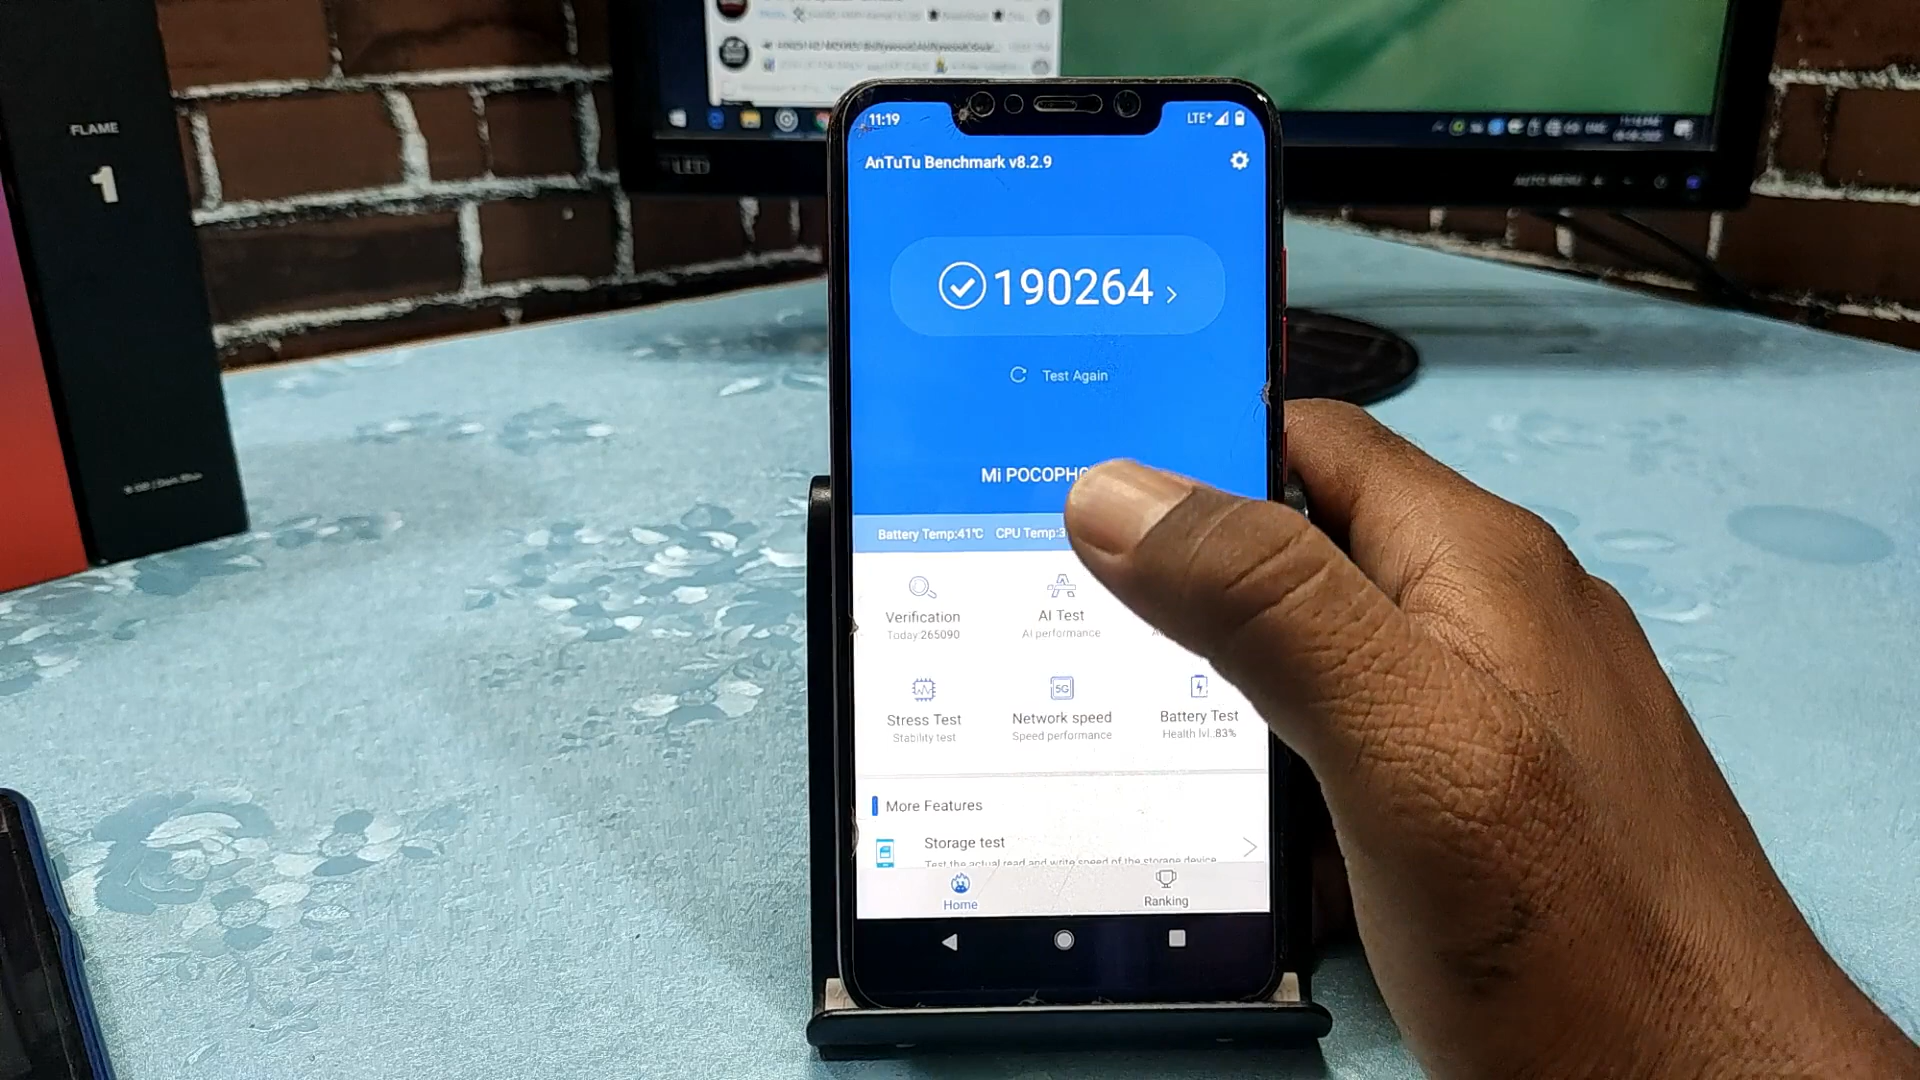 FLAME
1
11:19
LTE+
AnTuTu Benchmark v8.2.9
190264
Test Again
Mi POCOPH
Battery Temp:41°C CPU Temp:3
Verification
Today:265090
AI Test
AI performance
Stress Test
Stability test
Network speed
Speed performance
Battery Test
Health lvl.:83%
5G
More Features
Storage test
Test the actual read and write speed of the storage device
Home
Ranking